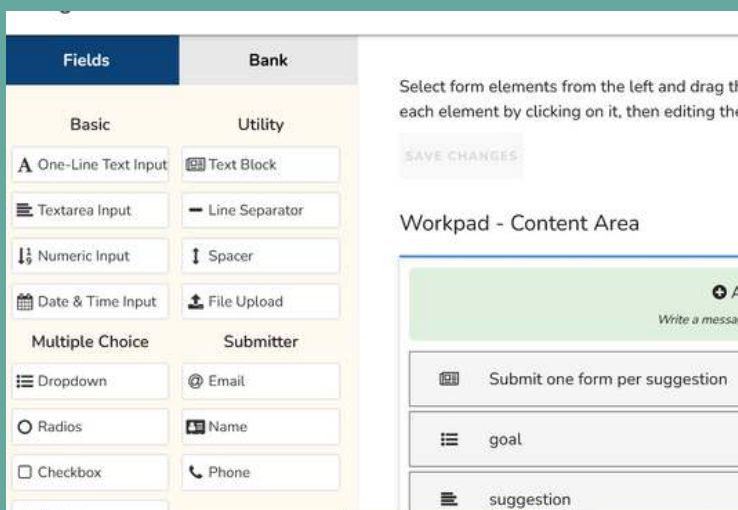 Fields
Bank
Basic
Utility
One-Line Text Input
Text Block
Textarea Input
Line Separator
Numeric Input
Spacer
Date & Time Input
File Upload
Multiple Choice
Submitter
Dropdown
Email
Radios
Name
Checkbox
Phone
Select form elements from the left and drag
each element by clicking on it, then editing
SAVE CHANGES
Workpad - Content Area
Write a
Submit one form per suggestion
goal
suggestion